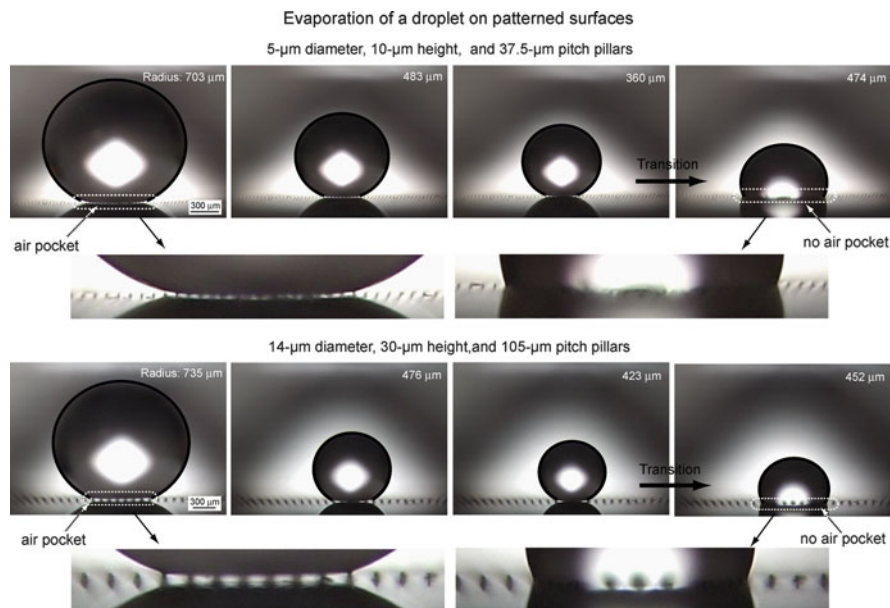 Evaporation of a droplet on patterned surfaces
5-μm diameter, 10-μm height, and 37.5-μm pitch pillars
Radius: 703 μm
483 μm
360 μm
474 μm
Transition
300 μm
air pocket
no air pocket
14-μm diameter, 30-μm height,and 105-μm pitch pillars
Radius: 735 μm
476 μm
423 μm
452 μm
Transition
300 μm
air pocket
no air pocket